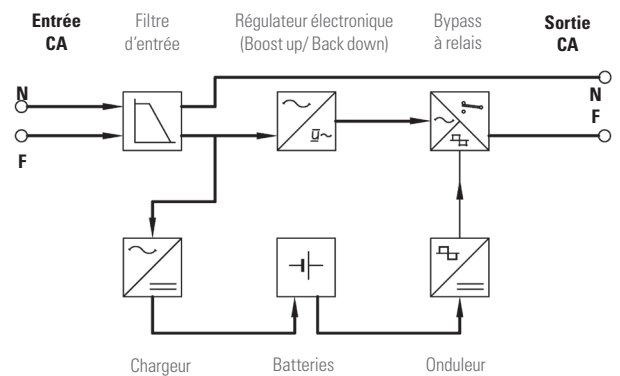 Entrée
CA
Filtre
d'entrée
Régulateur électronique
(Boost up/ Back down)
Bypass
à relais
Sortie
CA
N
N
F
F
u~
Chargeur
Batteries
Onduleur